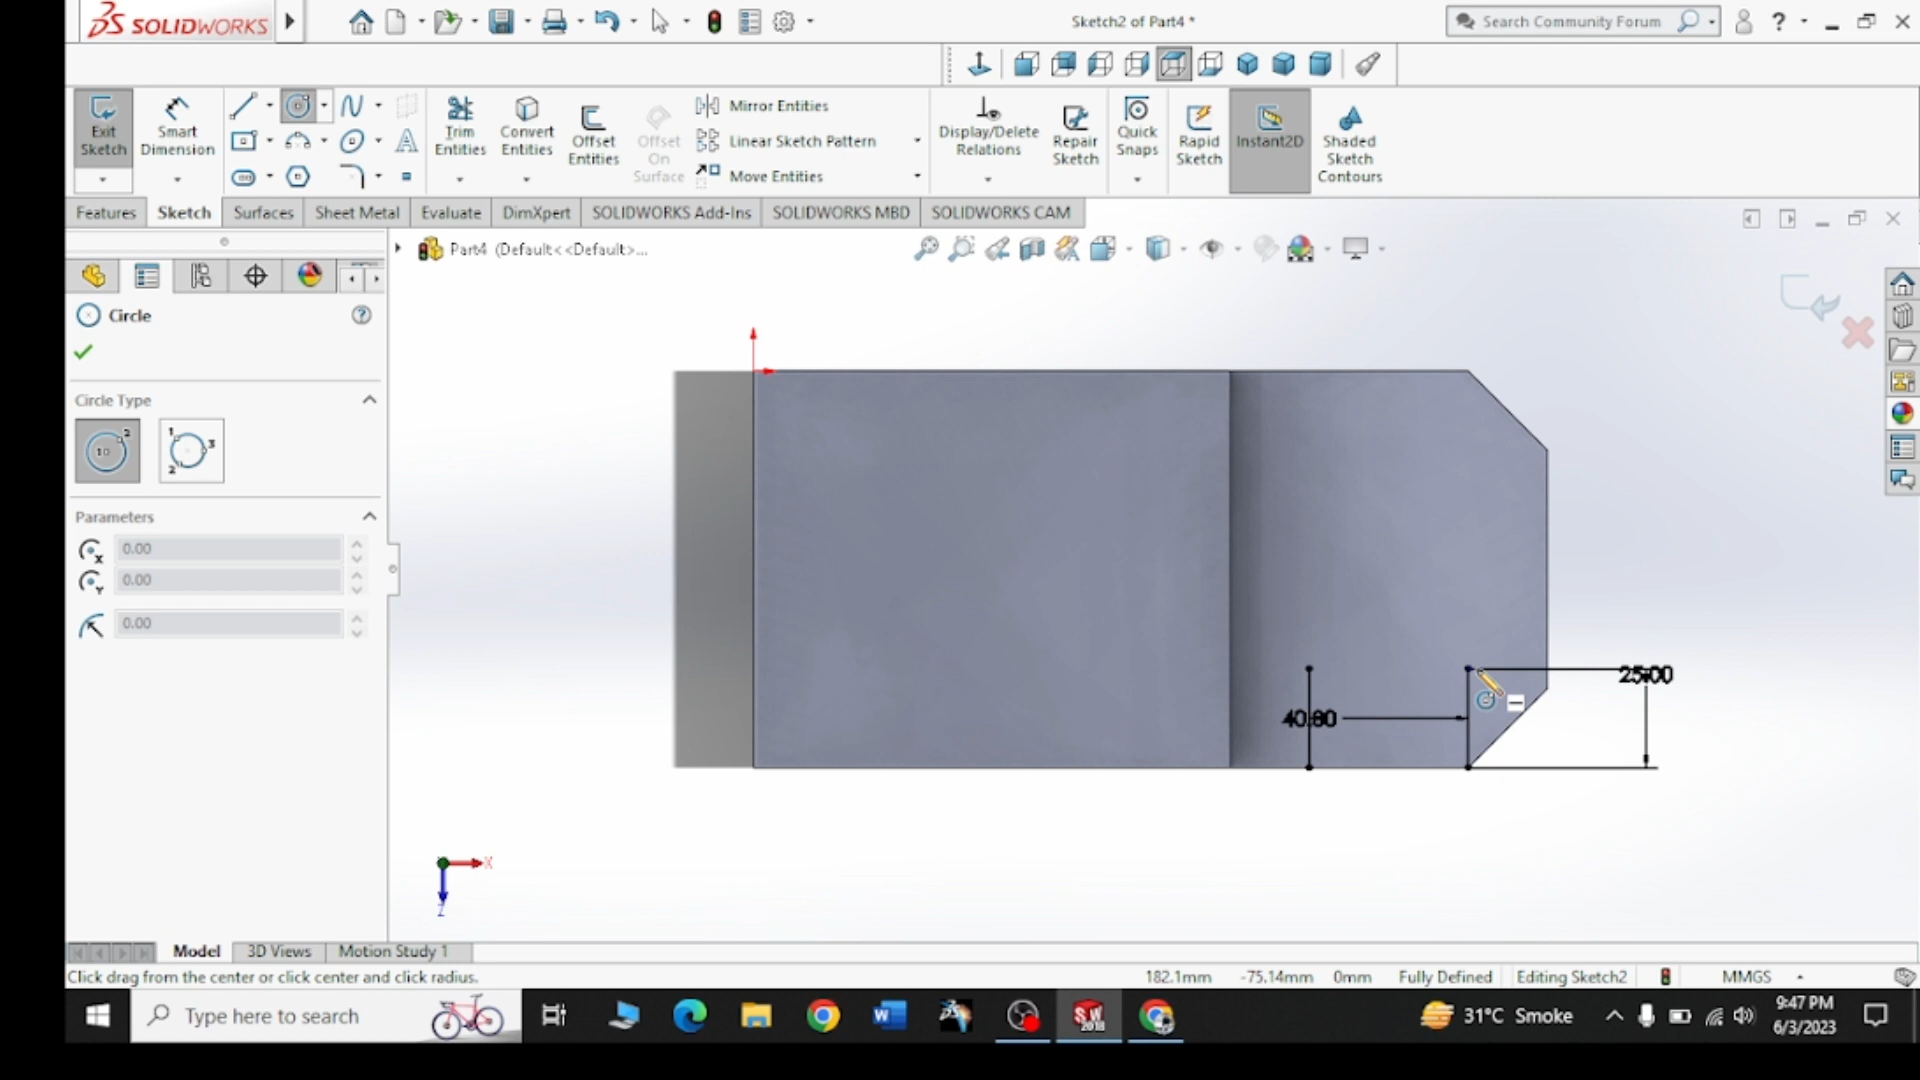 SOLIDWORKS
Sketch2 of Part4 *
Search Community Forum
Exit Sketch
Smart Dimension
Trim Entities
Convert Entities
Offset Entities
Offset On Surface
Mirror Entities
Linear Sketch Pattern
Move Entities
Display/Delete Relations
Repair Sketch
Quick Snaps
Rapid Sketch
Instant2D
Shaded Sketch Contours
Features
Sketch
Surfaces
Sheet Metal
Evaluate
DimXpert
SOLIDWORKS Add-Ins
SOLIDWORKS MBD
SOLIDWORKS CAM
Part4 (Default<<Default>...
Circle
Circle Type
Parameters
0.00
0.00
0.00
25.00
X
Z
Model
3D Views
Motion Study 1
Click drag from the center or click center and click radius.
182.1mm
-75.14mm
0mm
Fully Defined
Editing Sketch2
MMGS
Type here to search
31°C Smoke
9:47 PM
6/3/2023